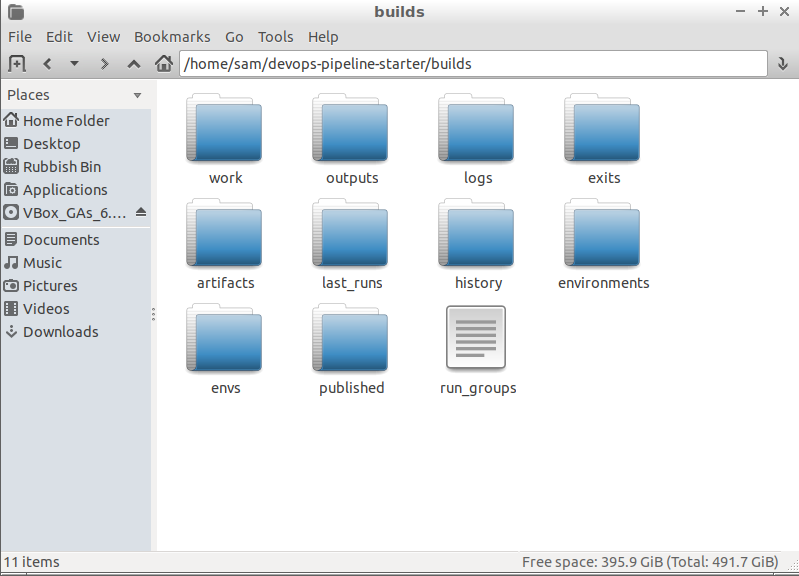 builds
File Edit View Bookmarks Go Tools Help
/home/sam/devops-pipeline-starter/builds
Places
Home Folder
Desktop
Rubbish Bin
Applications
VBox_GAs_6....
Documents
Music
Pictures
Videos
Downloads
work outputs logs exits
artifacts last_runs history environments
envs published run_groups
11 items Free space: 395.9 GiB (Total: 491.7 GiB)